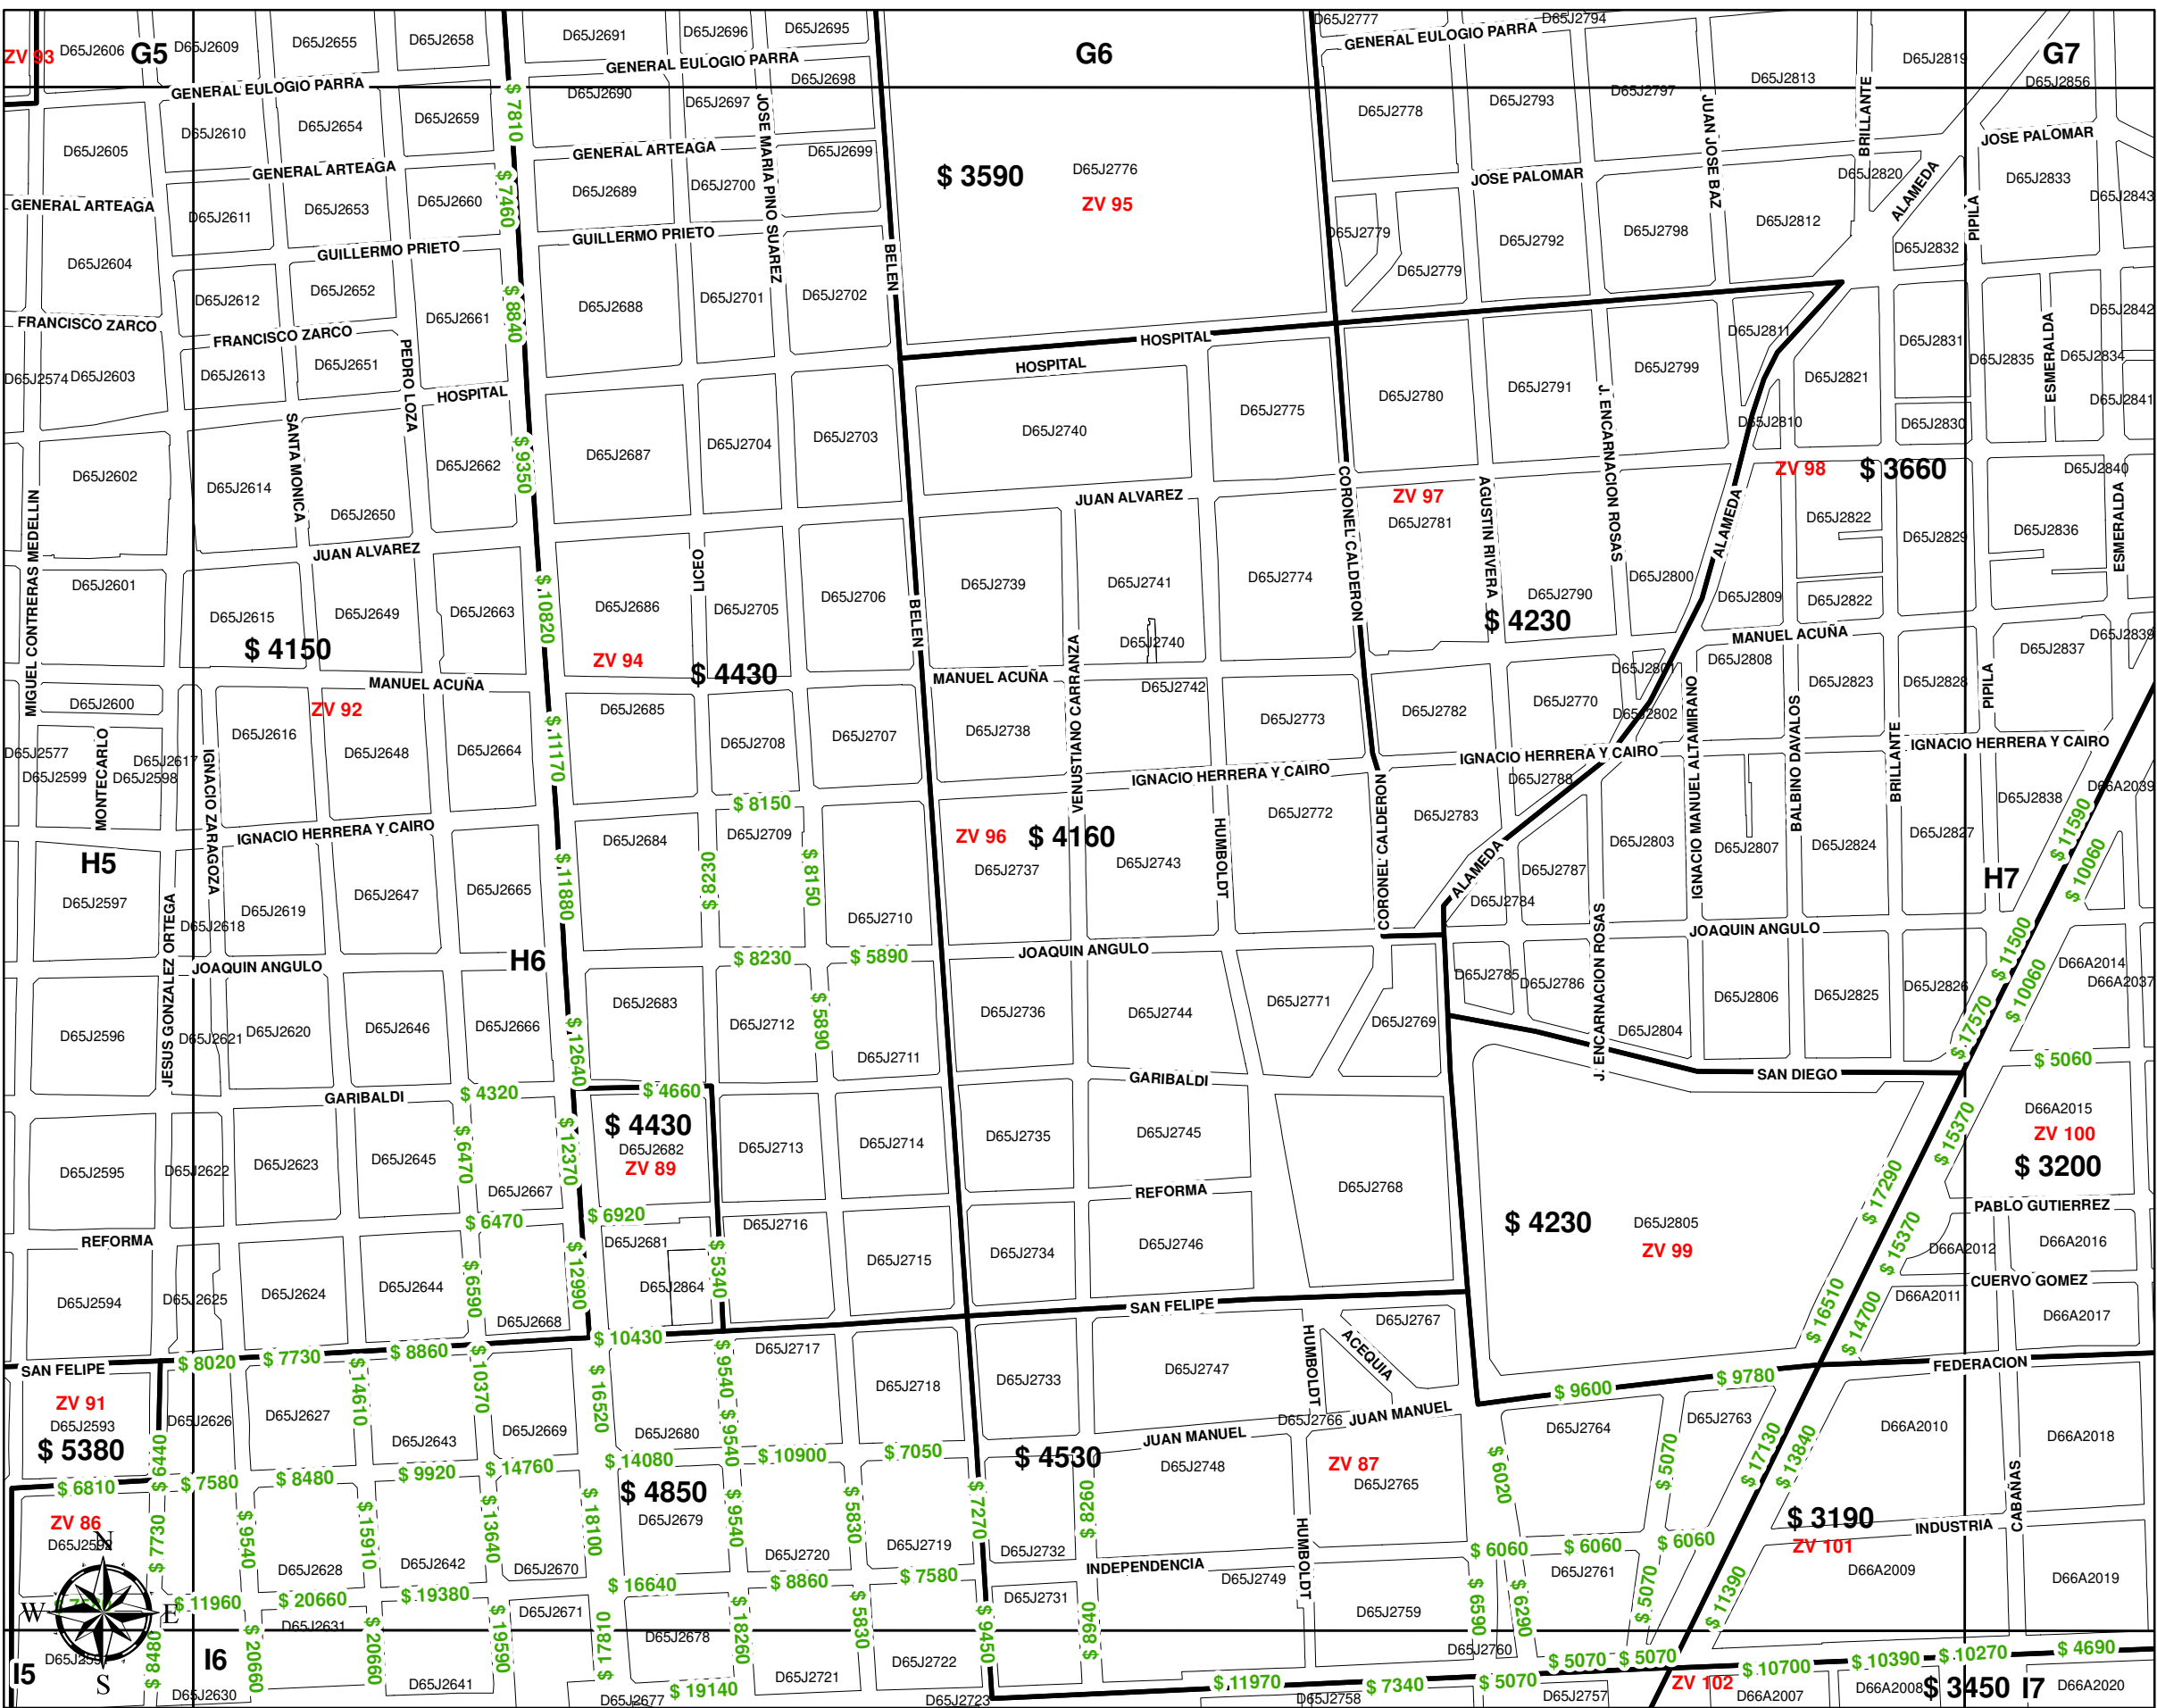 D65J2606
G5
D65J2609
D65J2655
D65J2658
D65J2691
D65J2696
D65J2695
G6
D65J2777
D65J2794
GENERAL EULOGIO PARRA
D65J2819
G7
ZV 93
GENERAL EULOGIO PARRA
GENERAL EULOGIO PARRA
D65J2698
D65J2813
D65J2856
$ 7810
D65J2690
D65J2697
D65J2778
D65J2793
D65J2797
JUAN JOSE BAZ
BRILLANTE
D65J2605
D65J2610
D65J2654
D65J2659
JOSE MARIA PINO SUAREZ
JOSE PALOMAR
GENERAL ARTEAGA
GENERAL ARTEAGA
D65J2699
$ 3590
D65J2776
ZV 95
JOSE PALOMAR
D65J2820
ALAMEDA
D65J2833
D65J2843
GENERAL ARTEAGA
D65J2611
D65J2653
D65J2660
$ 7460
D65J2689
D65J2700
D65J2779
D65J2792
D65J2798
D65J2812
PIPILA
D65J2832
GUILLERMO PRIETO
GUILLERMO PRIETO
BELEN
D65J2779
D65J2604
D65J2612
D65J2652
D65J2661
$ 8840
D65J2688
D65J2701
D65J2702
D65J2842
FRANCISCO ZARCO
FRANCISCO ZARCO
HOSPITAL
HOSPITAL
D65J2811
D65J2831
D65J2835
ESMERALDA
D65J2834
D65J2574
D65J2603
D65J2613
D65J2651
PEDRO LOZA
HOSPITAL
D65J2775
D65J2780
D65J2791
D65J2799
D65J2821
D65J2841
SANTA MONICA
$ 9350
D65J2687
D65J2704
D65J2703
D65J2740
J. ENCARNACION ROSAS
D65J2810
D65J2830
D65J2602
D65J2614
D65J2662
CORONEL CALDERON
ZV 97
ZV 98
$ 3660
D65J2840
D65J2650
JUAN ALVAREZ
AGUSTIN RIVERA
D65J2781
ALAMEDA
D65J2822
D65J2829
D65J2836
ESMERALDA
MIGUEL CONTRERAS MEDELLIN
JUAN ALVAREZ
LICEO
D65J2601
D65J2615
D65J2649
D65J2663
$ 10820
D65J2686
D65J2705
D65J2706
BELEN
D65J2739
D65J2741
D65J2774
D65J2790
D65J2800
D65J2809
D65J2822
$ 4150
ZV 94
$ 4430
D65J2740
$ 4230
MANUEL ACUÑA
D65J2839
D65J2837
MANUEL ACUÑA
MANUEL ACUÑA
D65J2742
D65J2801
D65J2808
D65J2600
ZV 92
D65J2685
VENUSTIANO CARRANZA
D65J2782
D65J2770
D65J2802
IGNACIO MANUEL ALTAMIRANO
BALBINO DAVALOS
D65J2823
D65J2828
PIPILA
D65J2577
D65J2599
MONTECARLO
D65J2617
D65J2598
IGNACIO ZARAGOZA
D65J2616
D65J2648
D65J2664
$ 11170
D65J2708
D65J2707
D65J2738
D65J2773
IGNACIO HERRERA Y CAIRO
IGNACIO HERRERA Y CAIRO
IGNACIO HERRERA Y CAIRO
D65J2788
BRILLANTE
D66A2039
CORONEL CALDERON
$ 8150
D65J2838
IGNACIO HERRERA Y CAIRO
D65J2684
D65J2709
ZV 96
$ 4160
D65J2772
D65J2783
D65J2803
D65J2807
D65J2824
D65J2827
$ 11590
H5
$ 11880
$ 8230
$ 8150
D65J2737
D65J2743
HUMBOLDT
ALAMEDA
D65J2787
H7
$ 10060
D65J2597
D65J2618
D65J2619
D65J2647
D65J2665
D65J2710
D65J2784
J. ENCARNACION ROSAS
JESUS GONZALEZ ORTEGA
JOAQUIN ANGULO
H6
$ 8230
$ 5890
JOAQUIN ANGULO
JOAQUIN ANGULO
$ 11500
D66A2014
D66A2037
D65J2785
D65J2786
D65J2806
D65J2825
D65J2826
$ 10060
D65J2596
D65J2621
D65J2620
D65J2646
D65J2666
$ 12640
D65J2683
D65J2712
$ 5890
D65J2711
D65J2736
D65J2744
D65J2771
D65J2769
D65J2804
$ 17570
$ 5060
GARIBALDI
$ 4320
$ 4660
GARIBALDI
SAN DIEGO
$ 4430
D65J2682
ZV 89
$ 15370
D66A2015
ZV 100
$ 3200
D65J2595
D65J2622
D65J2623
D65J2645
$ 6470
D65J2667
$ 12370
D65J2713
D65J2714
D65J2735
D65J2745
D65J2768
REFORMA
REFORMA
$ 6470
$ 6920
D65J2716
$ 4230
D65J2805
ZV 99
$ 17290
PABLO GUTIERREZ
D65J2681
$ 15370
D66A2012
D66A2016
D65J2594
D65J2625
D65J2624
D65J2644
$ 6590
D65J2668
$ 12990
D65J2864
$ 5340
D65J2715
D65J2734
D65J2746
CUERVO GOMEZ
D66A2011
D66A2017
SAN FELIPE
D65J2767
$ 16510
$ 14700
SAN FELIPE
$ 8020
$ 7730
$ 8860
$ 10430
D65J2717
HUMBOLDT
ACEQUIA
FEDERACION
ZV 91
D65J2593
$ 5380
D65J2626
D65J2627
$ 14610
$ 10370
$ 16520
$ 9540
D65J2718
D65J2733
D65J2747
$ 9600
$ 9780
D65J2643
D65J2669
D65J2680
$ 9540
D65J2766
JUAN MANUEL
D65J2764
D65J2763
D66A2010
D66A2018
$ 6440
JUAN MANUEL
$ 6810
$ 7580
$ 8480
$ 9920
$ 14760
$ 14080
$ 10900
$ 7050
$ 4530
D65J2748
ZV 87
D65J2765
$ 6020
$ 5070
$ 17130
$ 13840
$ 4850
D65J2679
ZV 86
D65J2592
N
$ 7730
$ 9540
$ 15910
$ 13640
$ 18100
$ 9540
$ 5830
$ 7270
$ 8260
$ 3190
ZV 101
INDUSTRIA
CABAÑAS
D65J2628
D65J2642
D65J2670
D65J2720
D65J2719
D65J2732
INDEPENDENCIA
HUMBOLDT
$ 6060
$ 6060
$ 6060
D66A2009
D66A2019
W
E
$ 11960
$ 20660
$ 19380
$ 16640
$ 8860
$ 7580
D65J2749
D65J2761
D65J2631
D65J2671
D65J2678
D65J2731
D65J2759
$ 6590
$ 6290
$ 5070
$ 11390
I5
S
$ 8480
I6
$ 20660
$ 20660
$ 19590
$ 17810
$ 18260
$ 5830
$ 9450
$ 8940
D65J2760
$ 5070
$ 5070
$ 10700
$ 10390
$ 10270
$ 4690
D65J2630
D65J2641
D65J2677
$ 19140
D65J2721
D65J2722
D65J2723
$ 11970
D65J2758
$ 7340
$ 5070
D65J2757
ZV 102
D66A2007
D66A2008
$ 3450
I7
D66A2020